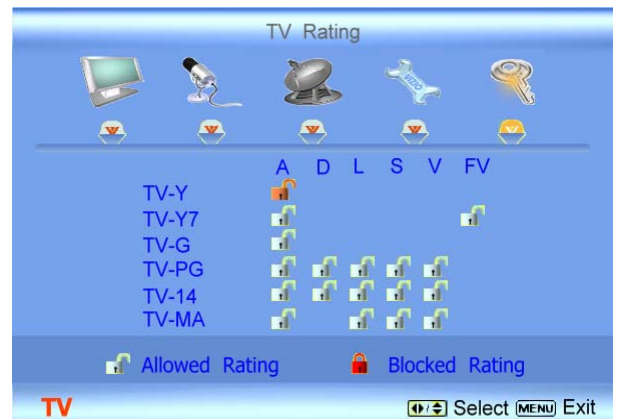 TV Rating
VIZIO
A D L S V FV
TV-Y
TV-Y7
TV-G
TV-PG
TV-14
TV-MA
Allowed Rating Blocked Rating
TV Select MENU Exit